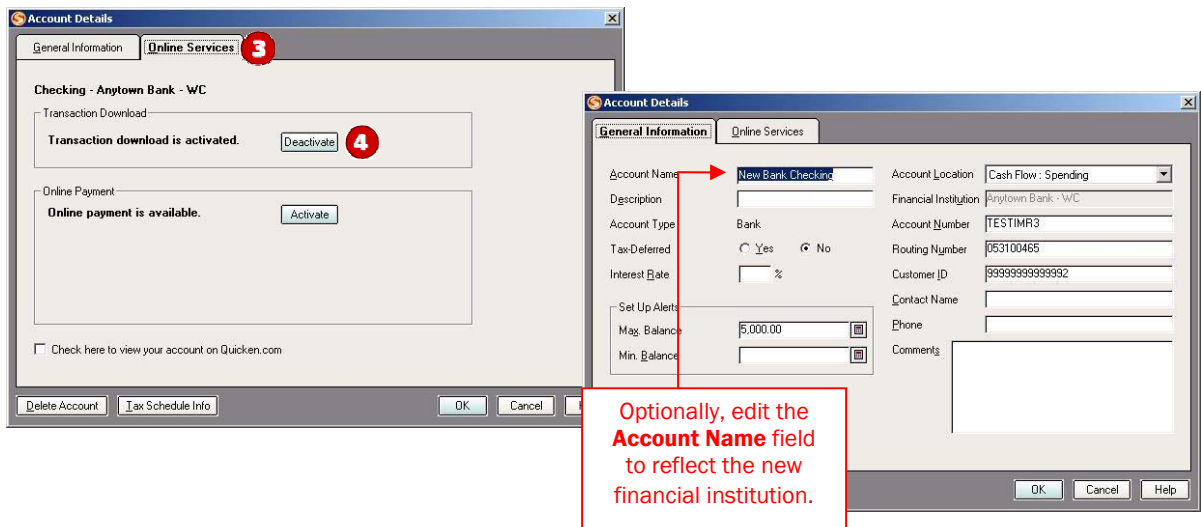 Account Details
General Information
Online Services
3
Checking - Anytown Bank - WC
Transaction Download
Transaction download is activated.
Deactivate
4
Online Payment
Online payment is available.
Activate
Check here to view your account on Quicken.com
Delete Account
Tax Schedule Info
OK
Cancel
Account Details
General Information
Online Services
Account Name
New Bank Checking
Description
Account Type
Bank
Tax-Deferred
Yes
No
Interest Rate
%
Set Up Alerts
Max. Balance
5,000.00
Min. Balance
Account Location
Cash Flow : Spending
Financial Institution
Anytown Bank - WC
Account Number
TESTIMR3
Routing Number
053100465
Customer ID
99999999999992
Contact Name
Phone
Comments
Optionally, edit the
Account Name field
to reflect the new
financial institution.
OK
Cancel
Help